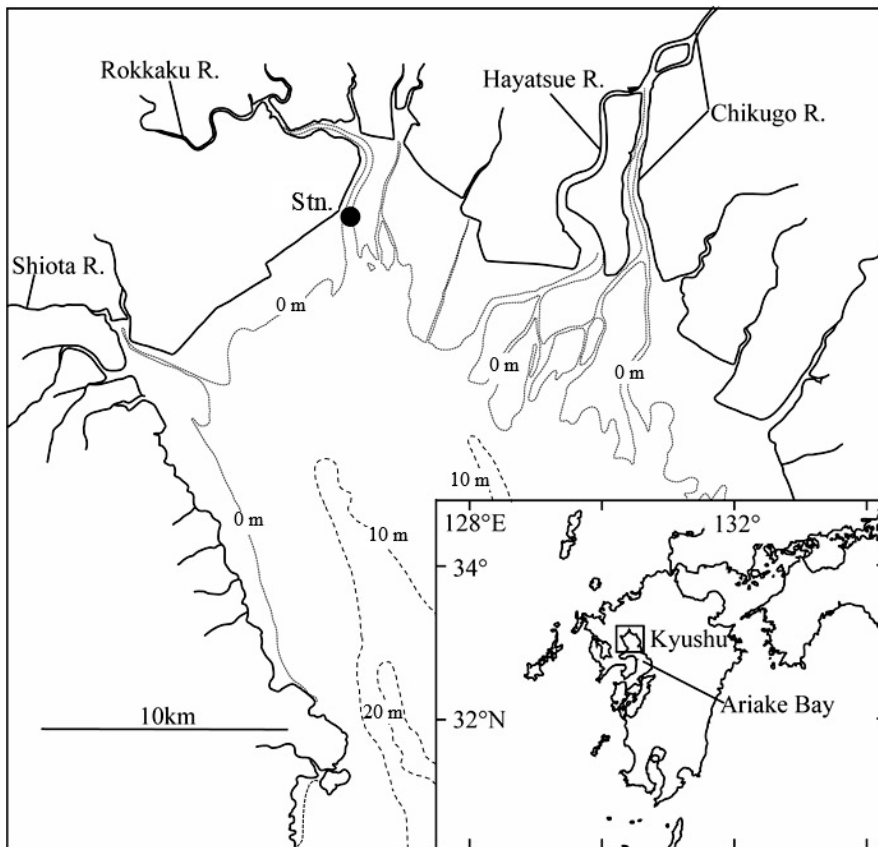 Rokkaku R.
Hayatsue R.
Chikugo R.
Stn.
Shiota R.
0 m
0 m
0 m
10 m
0 m
10 m
20 m
10km
128°E
132°
34°
Kyushu
Ariake Bay
32°N